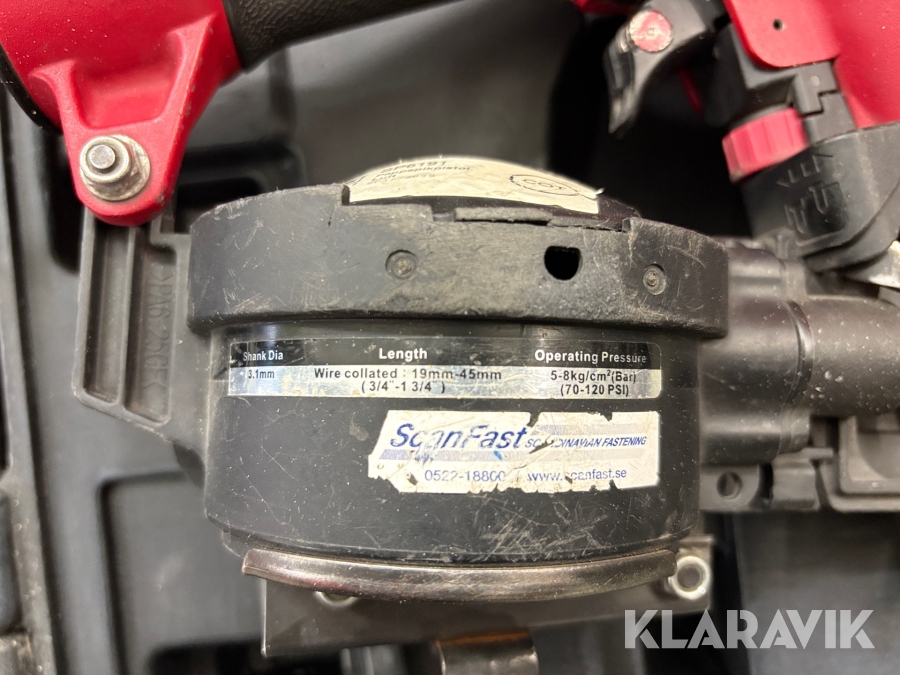 Shank Dia Length Operating Pressure
3.1mm Wire collated : 19mm-45mm 5-8kg/cm²(Bar)
(3/4"-1 3/4") (70-120 PSI)
ScanFast SCANDINAVIAN FASTENING
0522-18800 www.scanfast.se
KLARAVIK